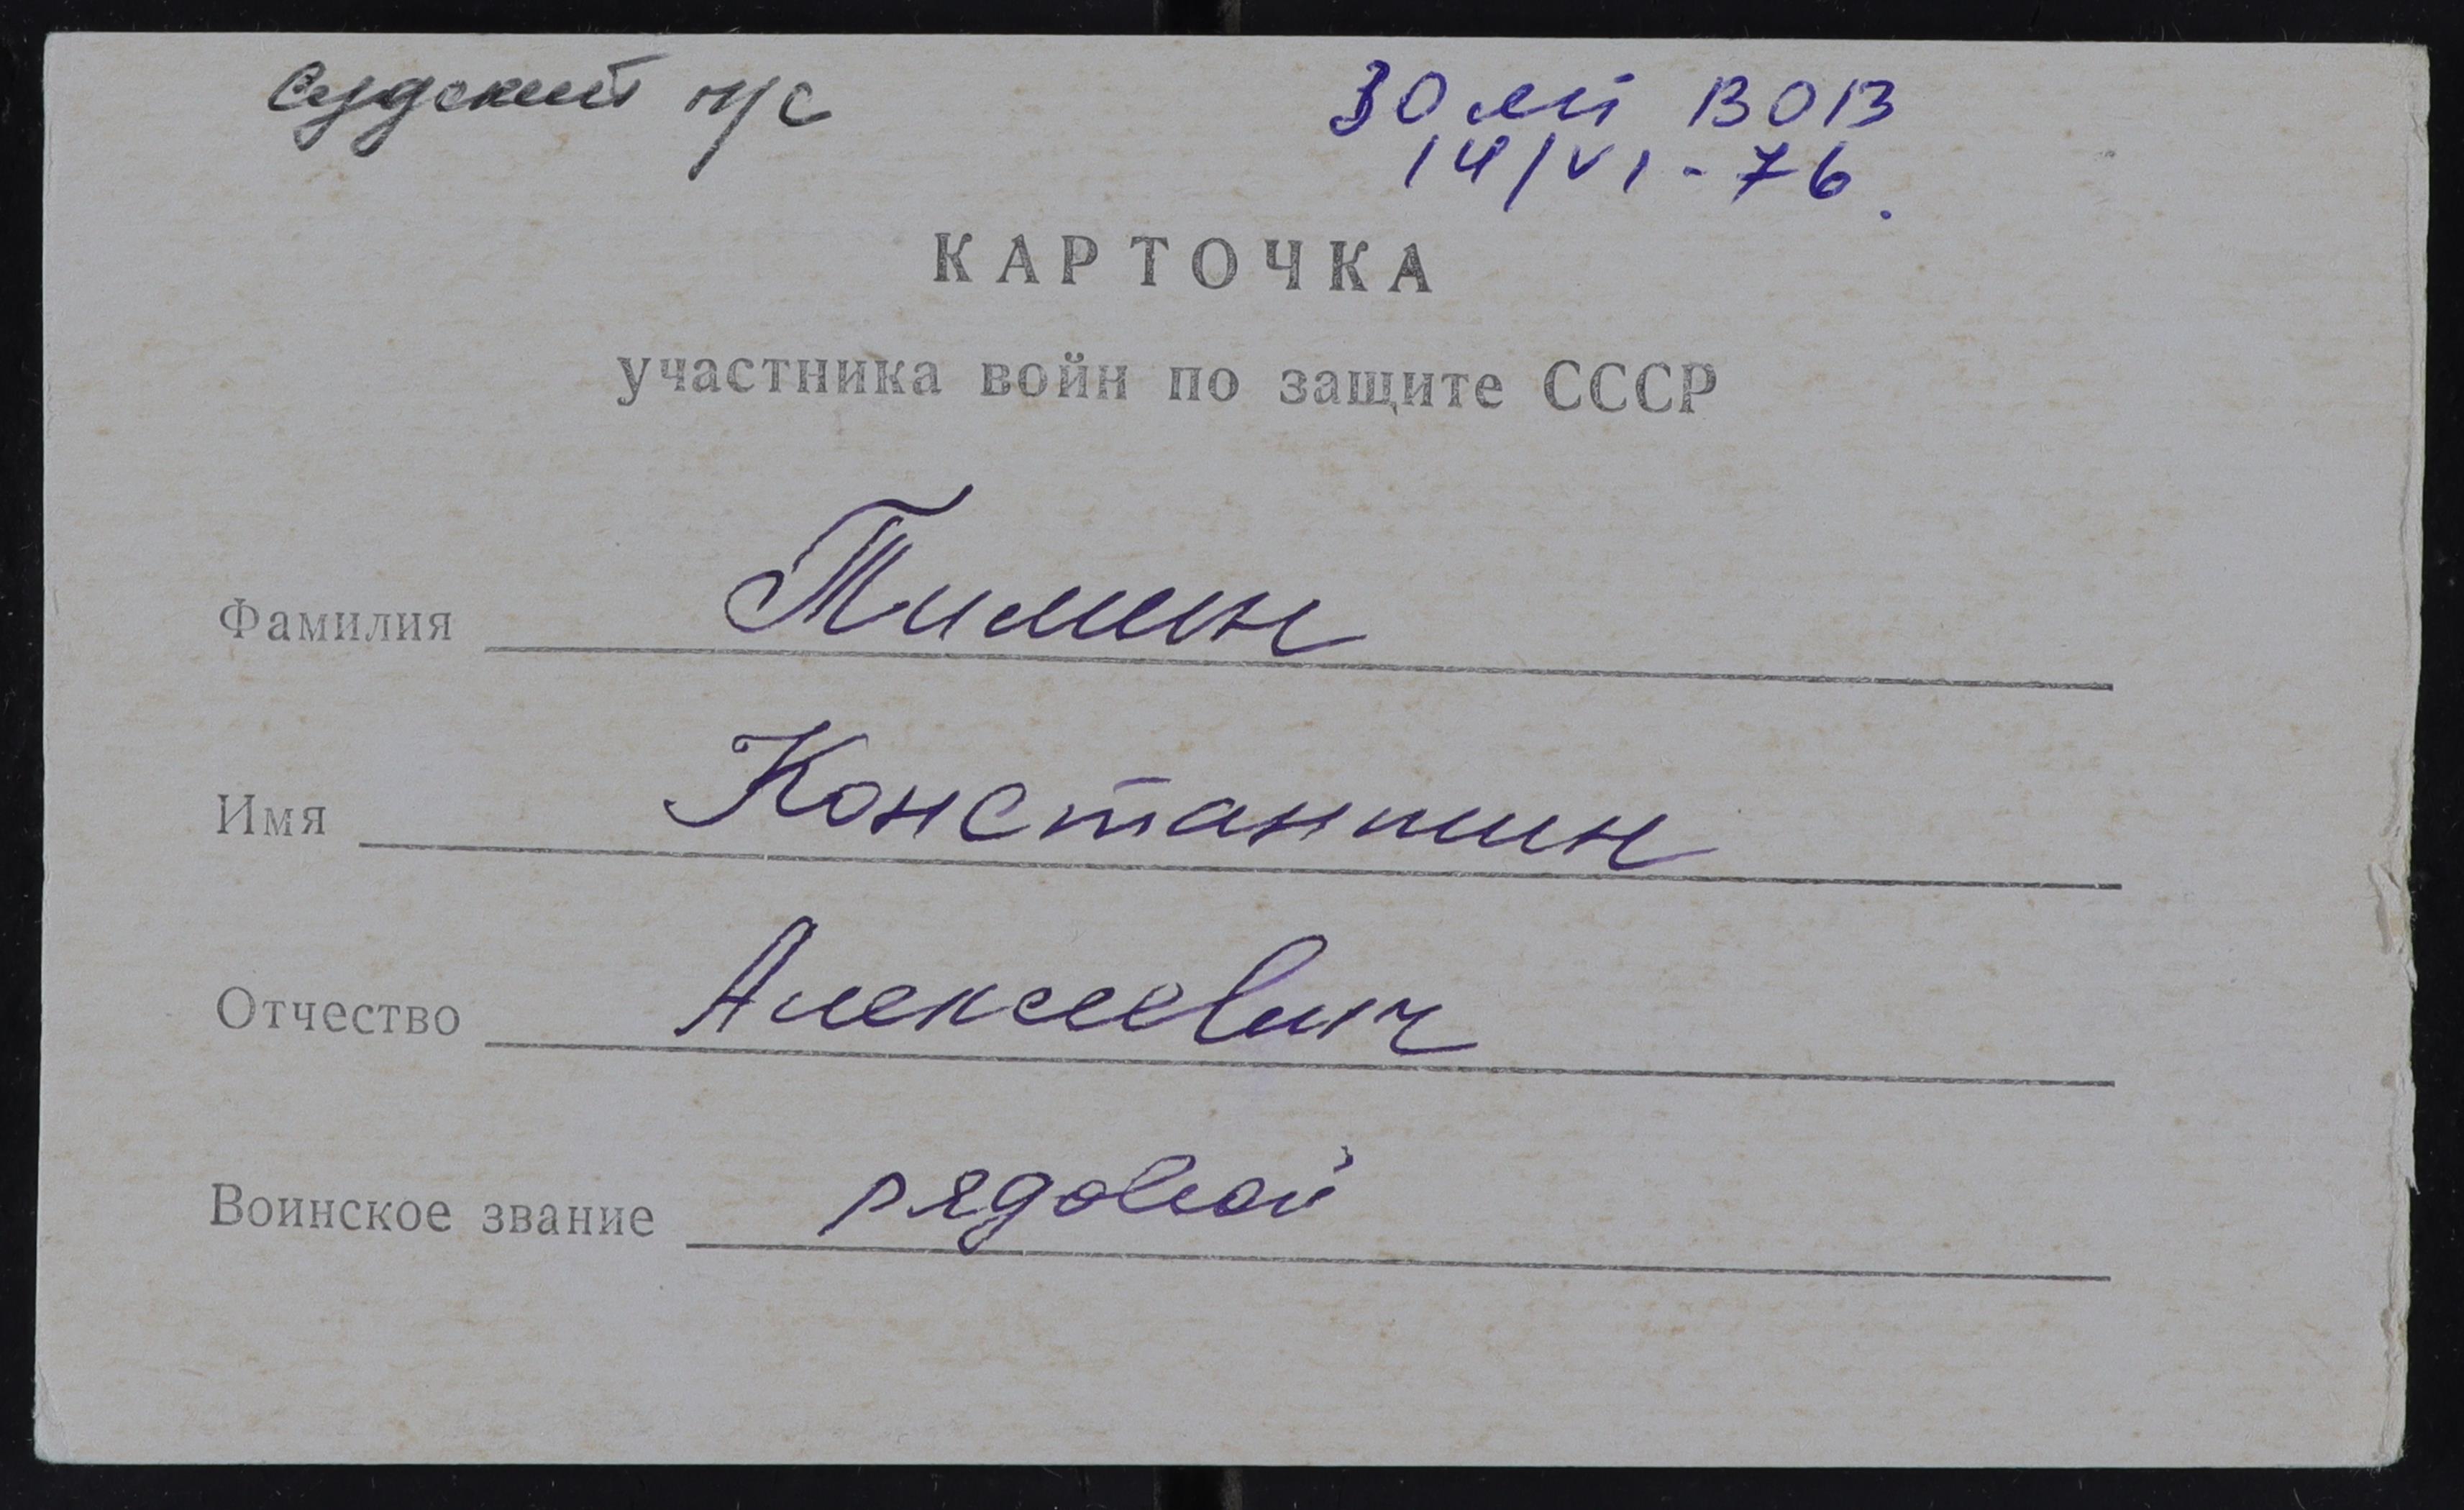 Судский п/с
30 лет ВОВ
14/VI-76.
КАРТОЧКА
участника войн по защите СССР
Фамилия Тимин
Имя Константин
Отчество Алексеевич
Воинское звание рядовой